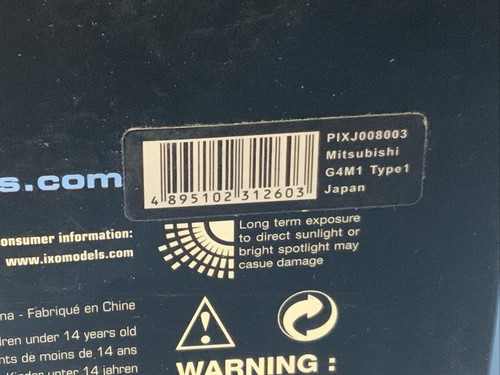 PIXJ008003
Mitsubishi
G4M1 Type1
Japan
4 895102 312603
s.com
onsumer information:
www.ixomodels.com
Long term exposure
to direct sunlight or
bright spotlight may
casue damage
na - Fabriqué en Chine
dren under 14 years old
nts de moins de 14 ans
Kinder unter 14 jahren
WARNING :